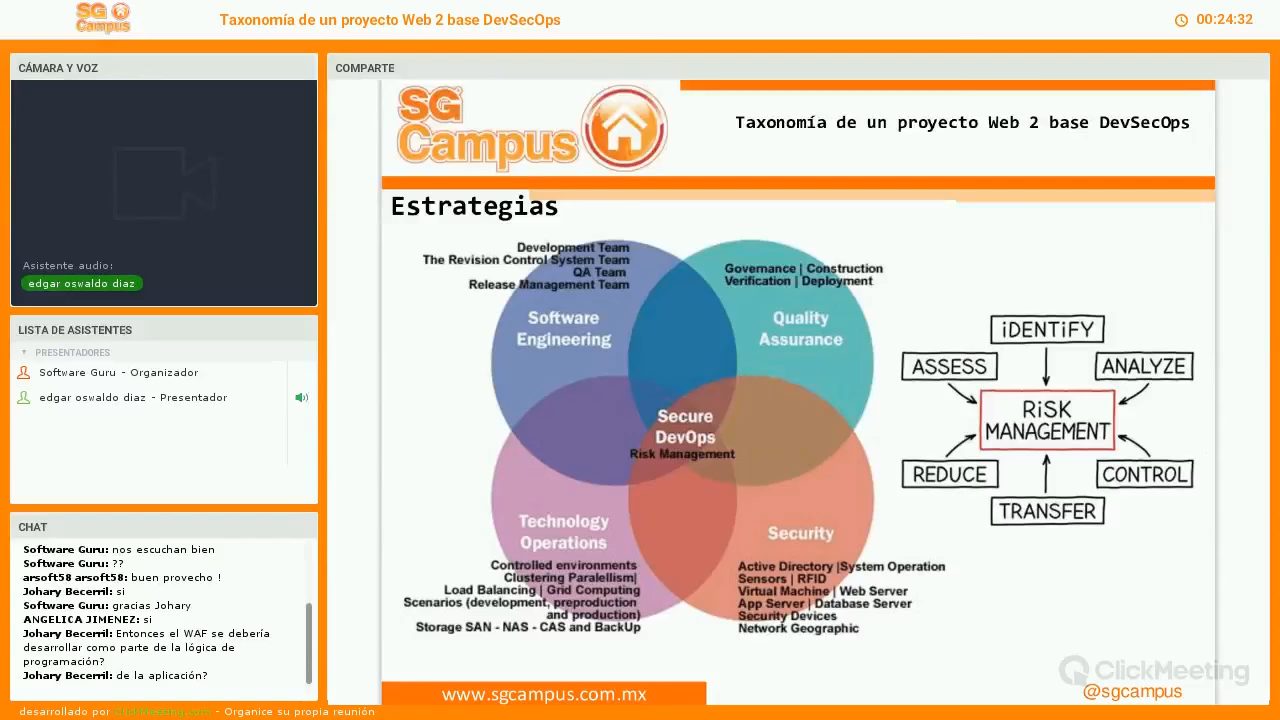 SG
Campus
Taxonomía de un proyecto Web 2 base DevSecOps
00:24:32
CÁMARA Y VOZ
Asistente audio:
edgar oswaldo diaz
LISTA DE ASISTENTES
PRESENTADORES
Software Guru - Organizador
edgar oswaldo diaz - Presentador
CHAT
Software Guru: nos escuchan bien
Software Guru: ??
arsoft58 arsoft58: buen provecho !
Johary Becerril: si
Software Guru: gracias Johary
ANGELICA JIMENEZ: si
Johary Becerril: Entonces el WAF se debería
desarrollar como parte de la lógica de
programación?
Johary Becerril: de la aplicación?
COMPARTE
SG
Campus
Taxonomía de un proyecto Web 2 base DevSecOps
Estrategias
Development Team
The Revision Control System Team
QA Team
Release Management Team
Software
Engineering
Governance | Construction
Verification | Deployment
Quality
Assurance
Secure
DevOps
Risk Management
Technology
Operations
Controlled environments
Clustering Paralellism|
Load Balancing | Grid Computing
Scenarios (development, preproduction
and production)
Storage SAN - NAS - CAS and BackUp
Security
Active Directory |System Operation
Sensors | RFID
Virtual Machine | Web Server
App Server | Database Server
Security Devices
Network Geographic
IDENTIFY
ASSESS
ANALYZE
RISK
MANAGEMENT
REDUCE
CONTROL
TRANSFER
ClickMeeting
www.sgcampus.com.mx
@sgcampus
desarrollado por ClickMeeting.com - Organice su propia reunión